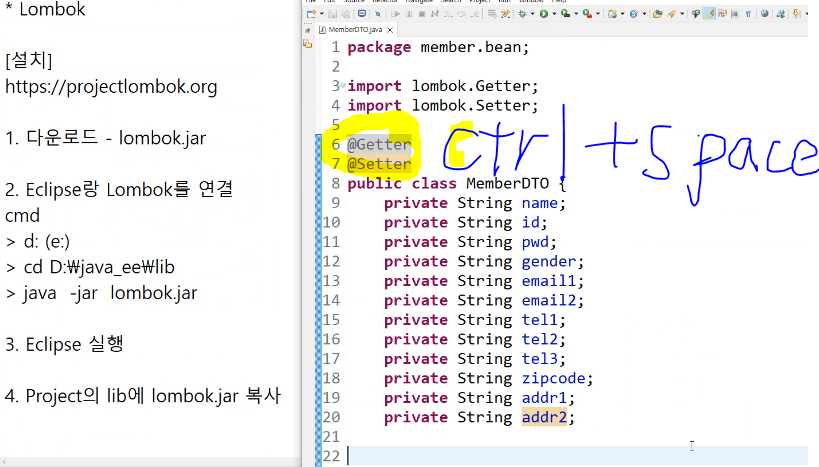 * Lombok
[설치]
https://projectlombok.org
1. 다운로드 - lombok.jar
2. Eclipse랑 Lombok를 연결
cmd
> d: (e:)
> cd D:\java_ee\lib
> java -jar lombok.jar
3. Eclipse 실행
4. Project의 lib에 lombok.jar 복사
MemberDTO.java
1 package member.bean;
2
3 import lombok.Getter;
4 import lombok.Setter;
5
6 @Getter
7 @Setter
ctrl + space
8 public class MemberDTO {
9 private String name;
10 private String id;
11 private String pwd;
12 private String gender;
13 private String email1;
14 private String email2;
15 private String tel1;
16 private String tel2;
17 private String tel3;
18 private String zipcode;
19 private String addr1;
20 private String addr2;
21
22